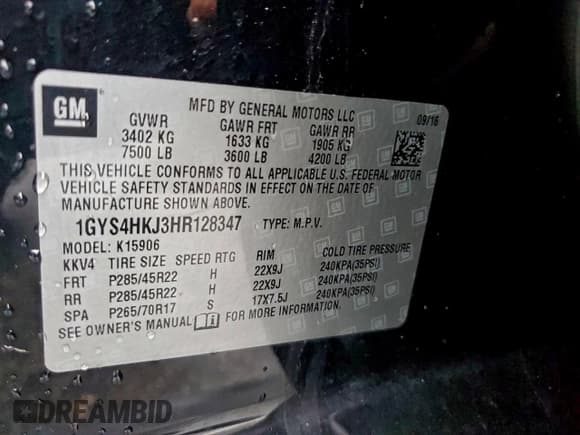 GM
MFD BY GENERAL MOTORS LLC 09/16
GVWR GAWR FRT GAWR RR
3402 KG 1633 KG 1905 KG
7500 LB 3600 LB 4200 LB
THIS VEHICLE CONFORMS TO ALL APPLICABLE U.S. FEDERAL MOTOR
VEHICLE SAFETY STANDARDS IN EFFECT ON THE DATE OF
MANUFACTURE SHOWN ABOVE.
1GYS4HKJ3HR128347 TYPE: M.P.V.
MODEL: K15906
KKV4 TIRE SIZE SPEED RTG RIM COLD TIRE PRESSURE
FRT P285/45R22 H 22X9J 240KPA(35PSI)
RR P285/45R22 H 22X9J 240KPA(35PSI)
SPA P265/70R17 S 17X7.5J 240KPA(35PSI)
SEE OWNER'S MANUAL FOR MORE INFORMATION.
DREAMBID